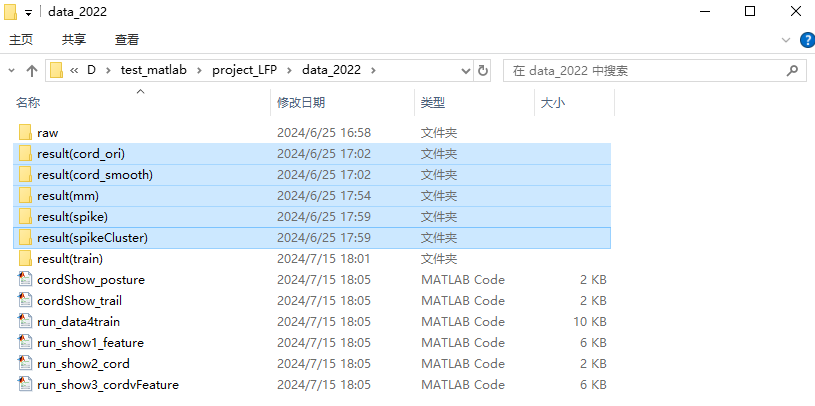 data_2022
主页 共享 查看
« D › test_matlab › project_LFP › data_2022 › 在 data_2022 中搜索
名称 修改日期 类型 大小
raw 2024/6/25 16:58 文件夹
result(cord_ori) 2024/6/25 17:02 文件夹
result(cord_smooth) 2024/6/25 17:02 文件夹
result(mm) 2024/6/25 17:54 文件夹
result(spike) 2024/6/25 17:59 文件夹
result(spikeCluster) 2024/6/25 17:59 文件夹
result(train) 2024/7/15 18:01 文件夹
cordShow_posture 2024/7/15 18:05 MATLAB Code 2 KB
cordShow_trail 2024/7/15 18:05 MATLAB Code 2 KB
run_data4train 2024/7/15 18:05 MATLAB Code 10 KB
run_show1_feature 2024/7/15 18:05 MATLAB Code 6 KB
run_show2_cord 2024/7/15 18:05 MATLAB Code 2 KB
run_show3_cordvFeature 2024/7/15 18:05 MATLAB Code 6 KB